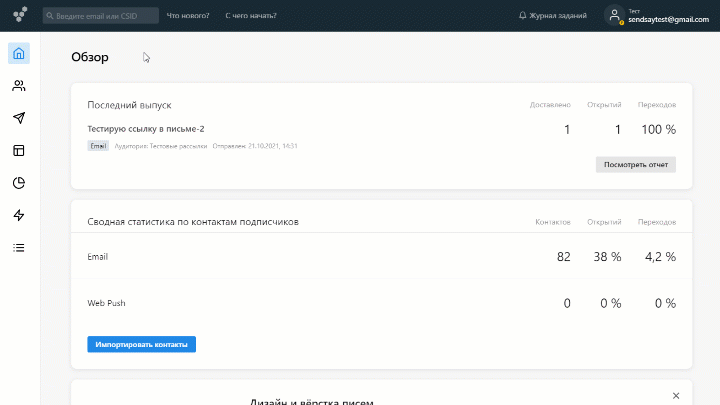 Введите email или CSID
Что нового?
С чего начать?
Журнал заданий
Тест
sendsaytest@gmail.com
Обзор
Последний выпуск
Доставлено Открытий Переходов
Тестирую ссылку в письме-2
1 1 100 %
Email Аудитория: Тестовые рассылки Отправлен: 21.10.2021, 14:31
Посмотреть отчет
Сводная статистика по контактам подписчиков
Контактов Открытий Переходов
Email 82 38 % 4,2 %
Web Push 0 0 % 0 %
Импортировать контакты
Дизайн и вёрстка писем